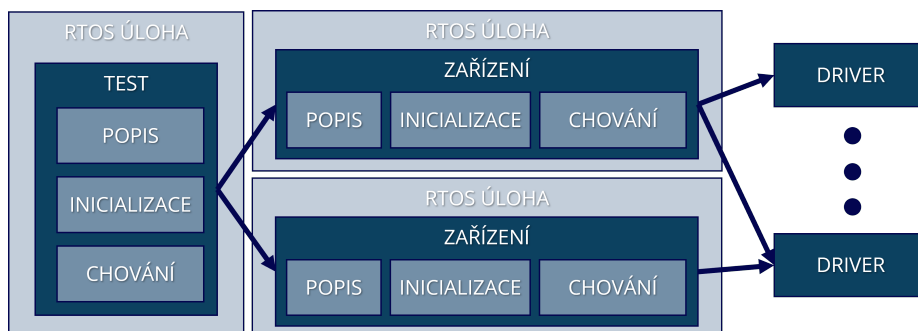 RTOS ÚLOHA
TEST
POPIS
INICIALIZACE
CHOVÁNÍ
RTOS ÚLOHA
ZAŘÍZENÍ
POPIS INICIALIZACE CHOVÁNÍ
RTOS ÚLOHA
ZAŘÍZENÍ
POPIS INICIALIZACE CHOVÁNÍ
DRIVER
DRIVER